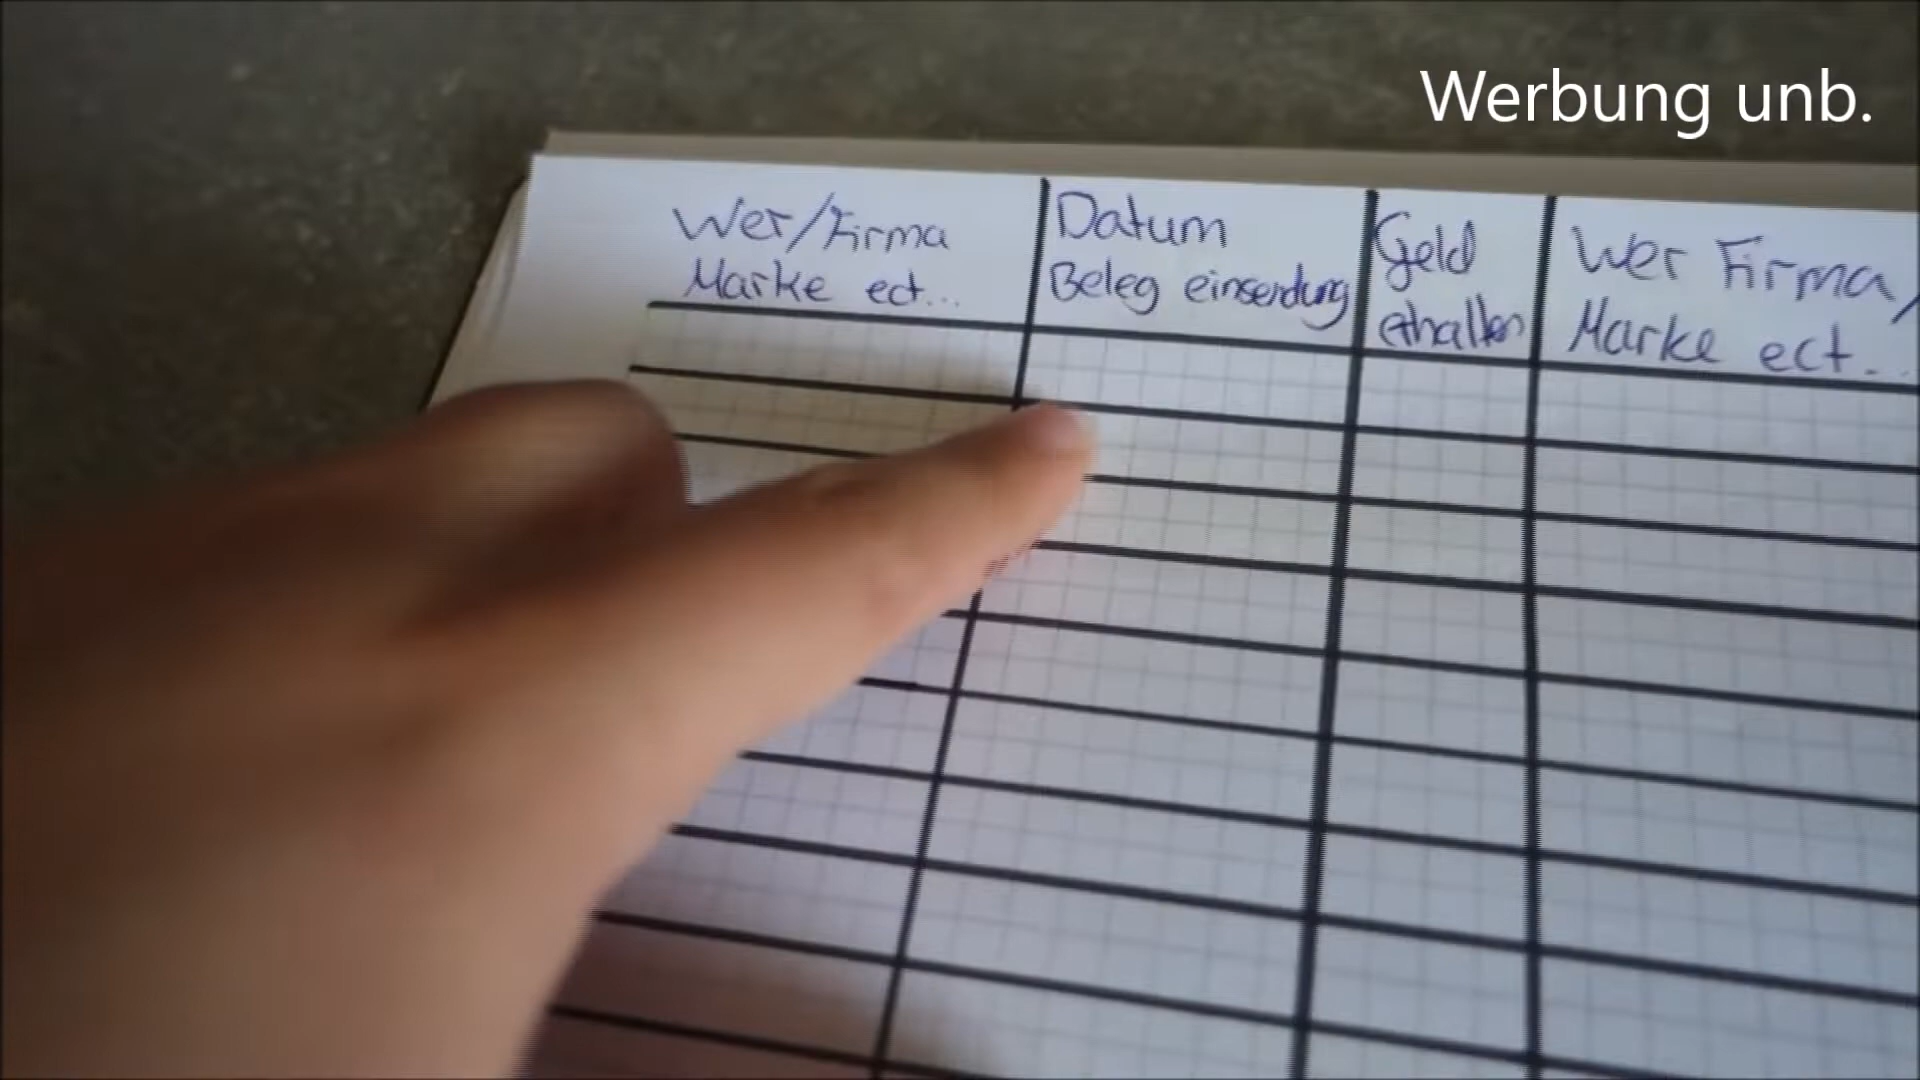 Werbung unb.
Wer/Firma
Marke ect...
Datum
Beleg einsendung
Geld
erhalten
Wer Firma/
Marke ect...